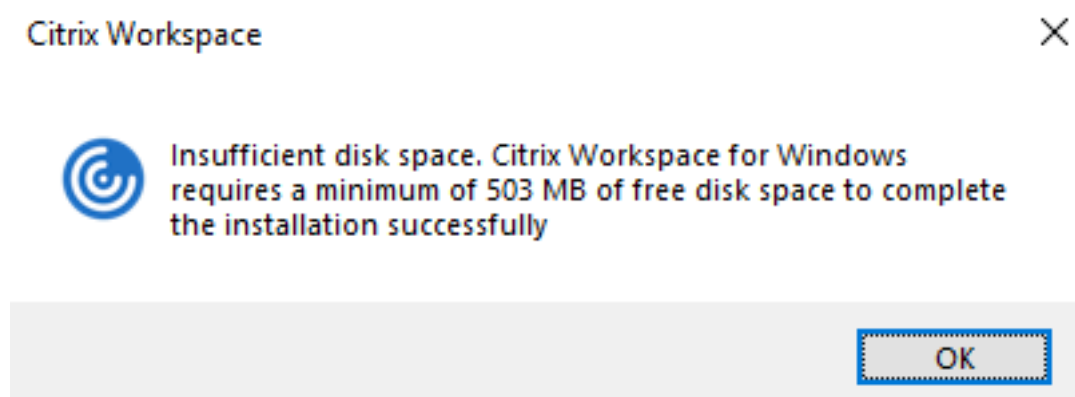 Citrix Workspace
Insufficient disk space. Citrix Workspace for Windows
requires a minimum of 503 MB of free disk space to complete
the installation successfully
OK